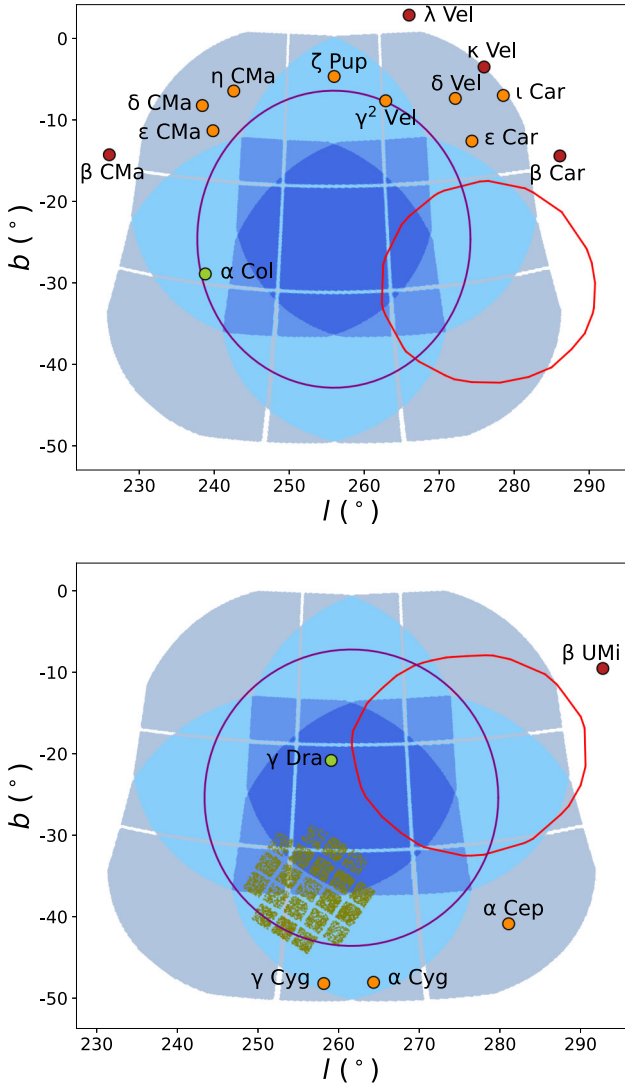 λ Vel
0
κ Vel
ζ Pup
η CMa
δ Vel
ι Car
δ CMa
γ² Vel
-10
ε CMa
ε Car
β CMa
β Car
-20
α Col
-30
-40
-50
b (°)
230 240 250 260 270 280 290
l (°)
0
β UMi
-10
γ Dra
-20
-30
-40
α Cep
γ Cyg
α Cyg
-50
b (°)
230 240 250 260 270 280 290
l (°)